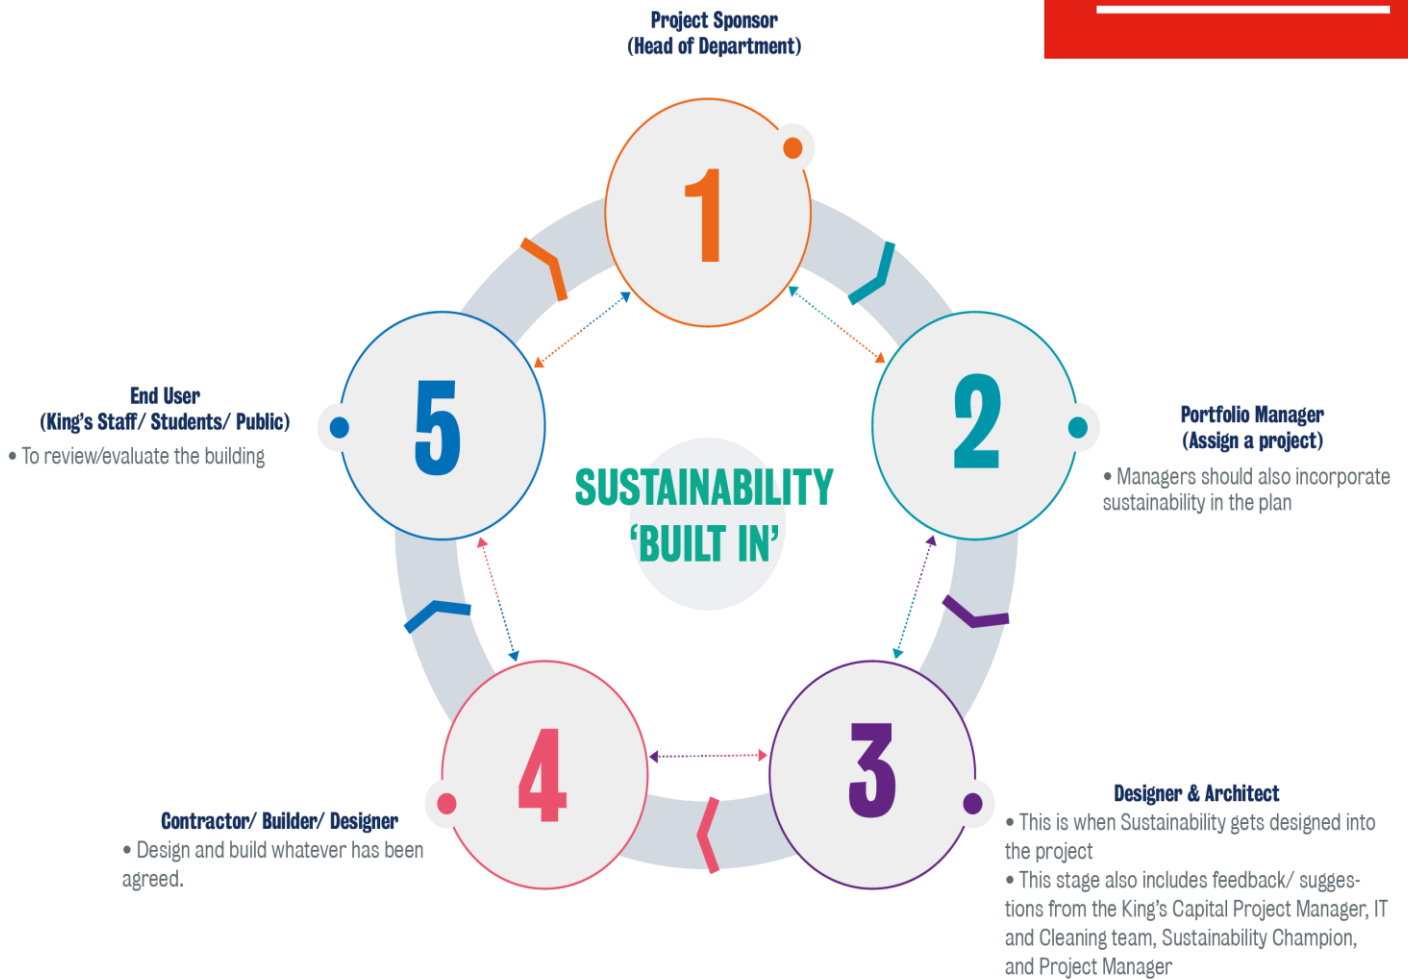 Project Sponsor
(Head of Department)
1
2
Portfolio Manager
(Assign a project)
• Managers should also incorporate
sustainability in the plan
3
Designer & Architect
• This is when Sustainability gets designed into
the project
• This stage also includes feedback/ sugges-
tions from the King's Capital Project Manager, IT
and Cleaning team, Sustainability Champion,
and Project Manager
4
Contractor/ Builder/ Designer
• Design and build whatever has been
agreed.
5
End User
(King's Staff/ Students/ Public)
• To review/evaluate the building
SUSTAINABILITY
‘BUILT IN’